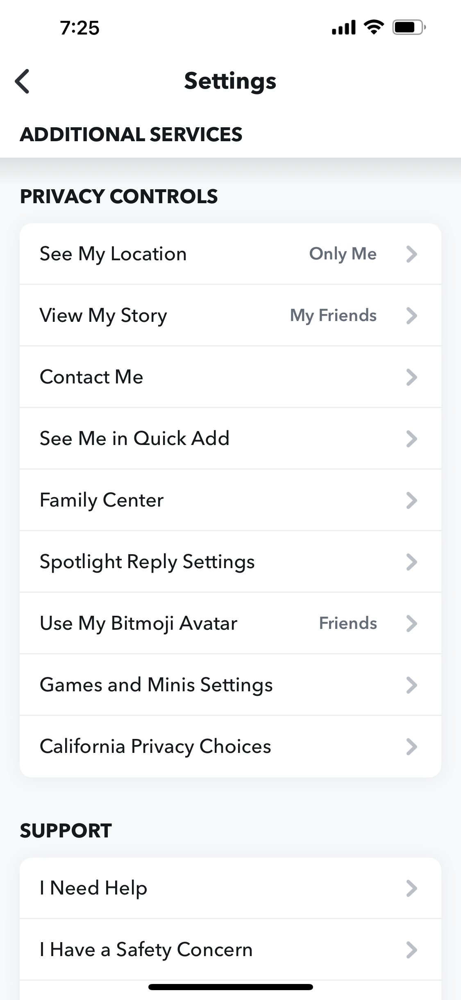 7:25
Settings
ADDITIONAL SERVICES
PRIVACY CONTROLS
See My Location Only Me
View My Story My Friends
Contact Me
See Me in Quick Add
Family Center
Spotlight Reply Settings
Use My Bitmoji Avatar Friends
Games and Minis Settings
California Privacy Choices
SUPPORT
I Need Help
I Have a Safety Concern